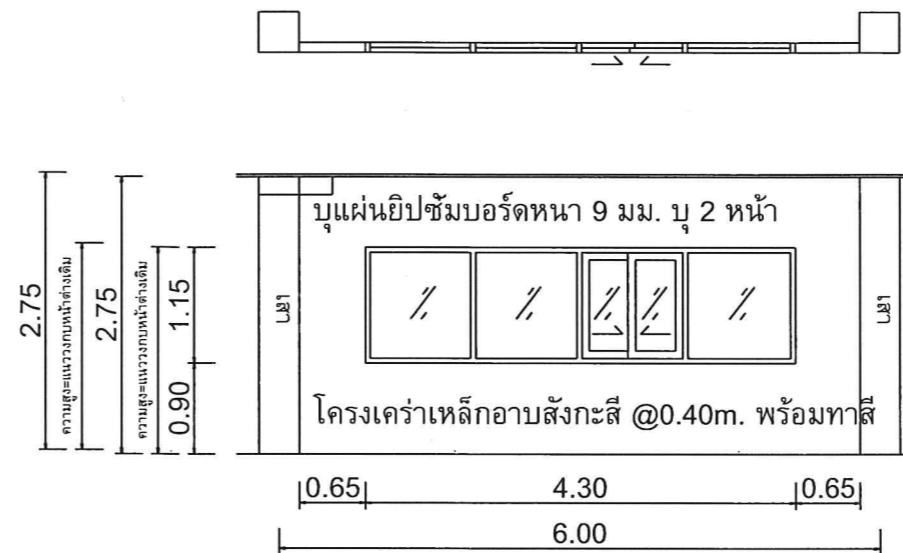 บุแผ่นยิปซั่มบอร์ดหนา 9 มม. บุ 2 หน้า
2.75
ความสูง=แนววงกบหน้าต่างเดิม
2.75
ความสูง=แนววงกบหน้าต่างเดิม
1.15
0.90
เสา
เสา
โครงเคร่าเหล็กอาบสังกะสี @0.40m. พร้อมทาสี
0.65
4.30
0.65
6.00